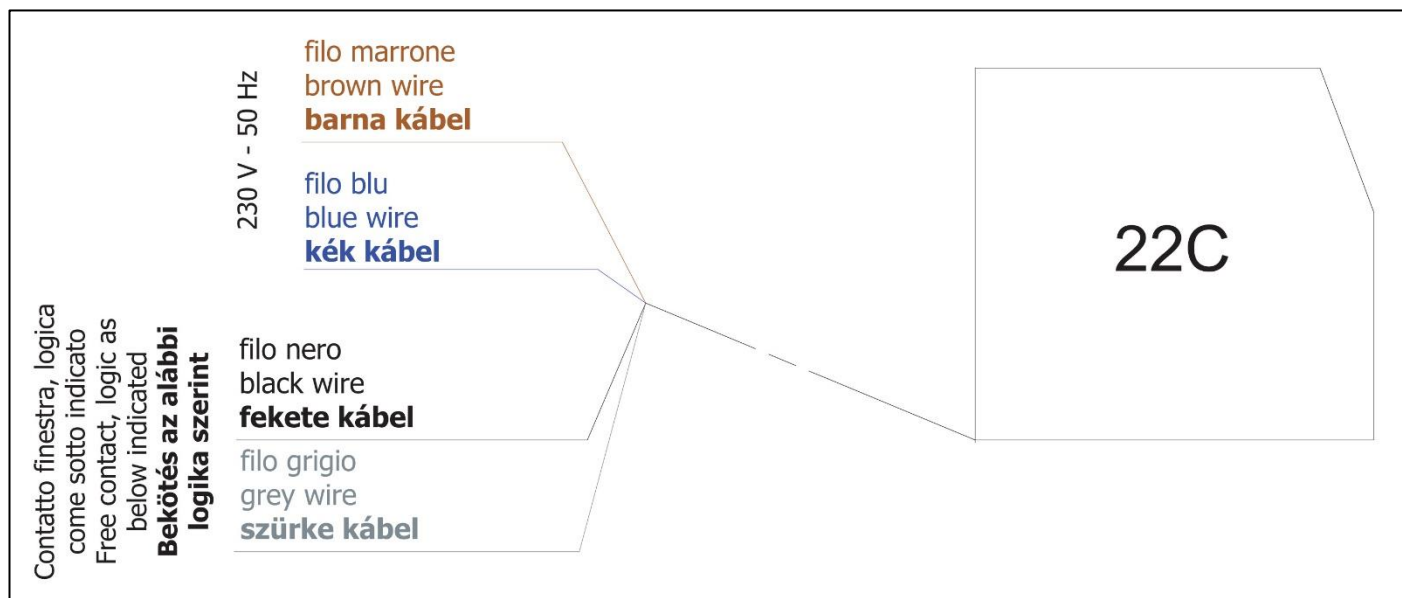 230 V - 50 Hz
filo marrone
brown wire
barna kábel
filo blu
blue wire
kék kábel
Contatto finestra, logica
come sotto indicato
Free contact, logic as
below indicated
Bekötés az alábbi
logika szerint
filo nero
black wire
fekete kábel
filo grigio
grey wire
szürke kábel
22C